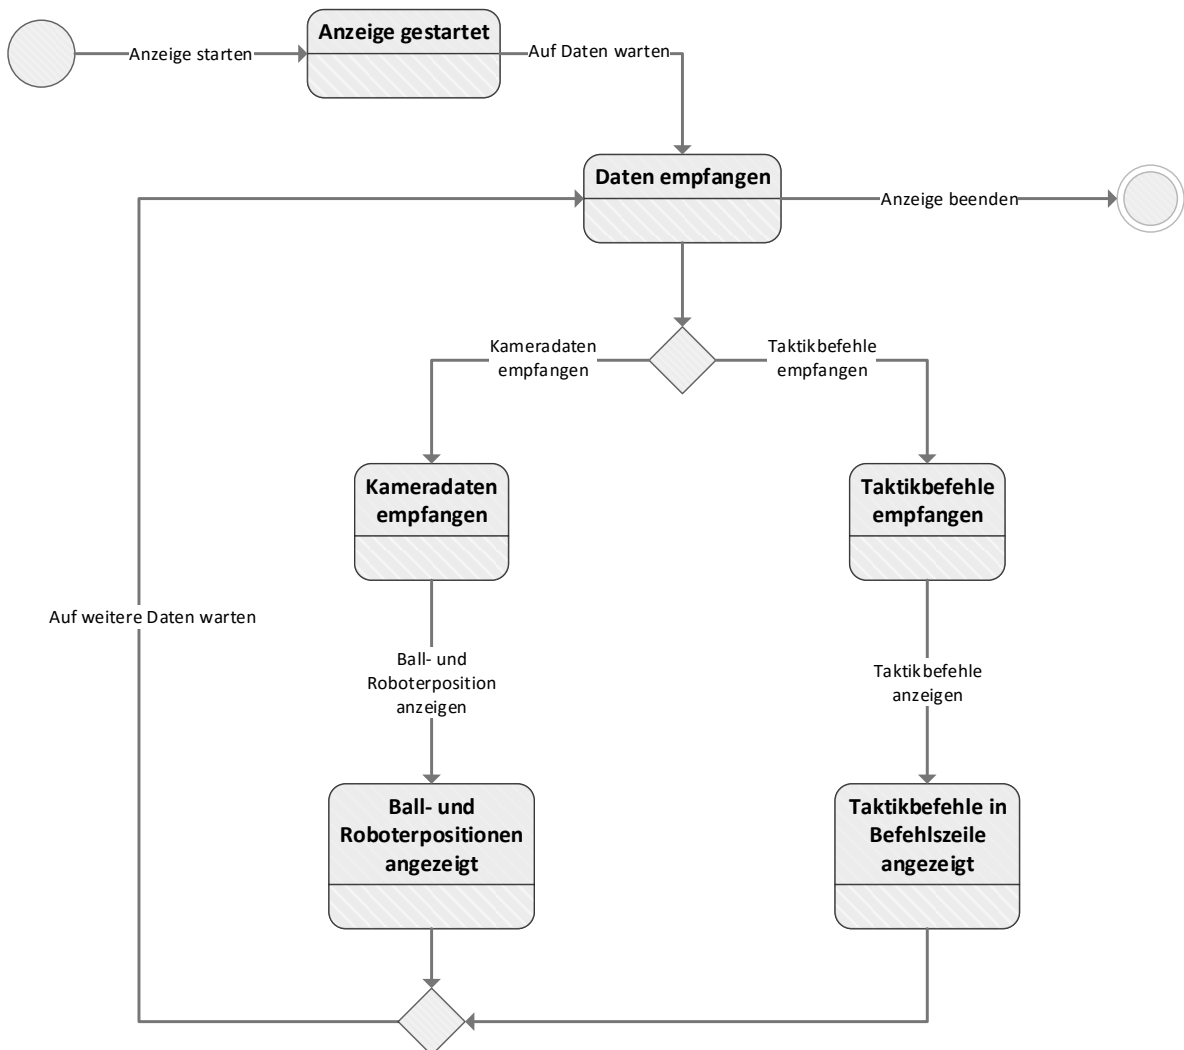 Anzeige gestartet
Anzeige starten
Auf Daten warten
Daten empfangen
Anzeige beenden
Kameradaten
empfangen
Taktikbefehle
empfangen
Kameradaten
empfangen
Taktikbefehle
empfangen
Auf weitere Daten warten
Ball- und
Roboterposition
anzeigen
Taktikbefehle
anzeigen
Ball- und
Roboterpositionen
angezeigt
Taktikbefehle in
Befehlszeile
angezeigt